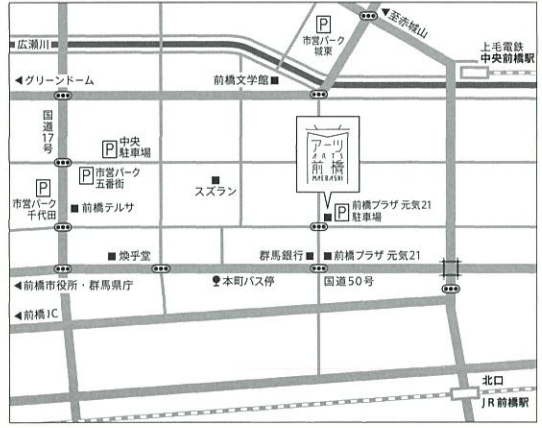 ◀至赤城山
P
市営パーク
城東
広瀬川
上毛電鉄
中央前橋駅
◀グリーンドーム
前橋文学館■
国道17号
P 中央
駐車場
アーツ
ARTS
前橋
MAEBASHI
P 市営パーク
五番街
■
スズラン
P
市営パーク
千代田
■前橋テルサ
■ P 前橋プラザ 元気21
駐車場
■煥乎堂
群馬銀行■
■前橋プラザ 元気21
◀前橋市役所・群馬県庁
本町バス停
国道50号
◀前橋IC
北口
JR前橋駅